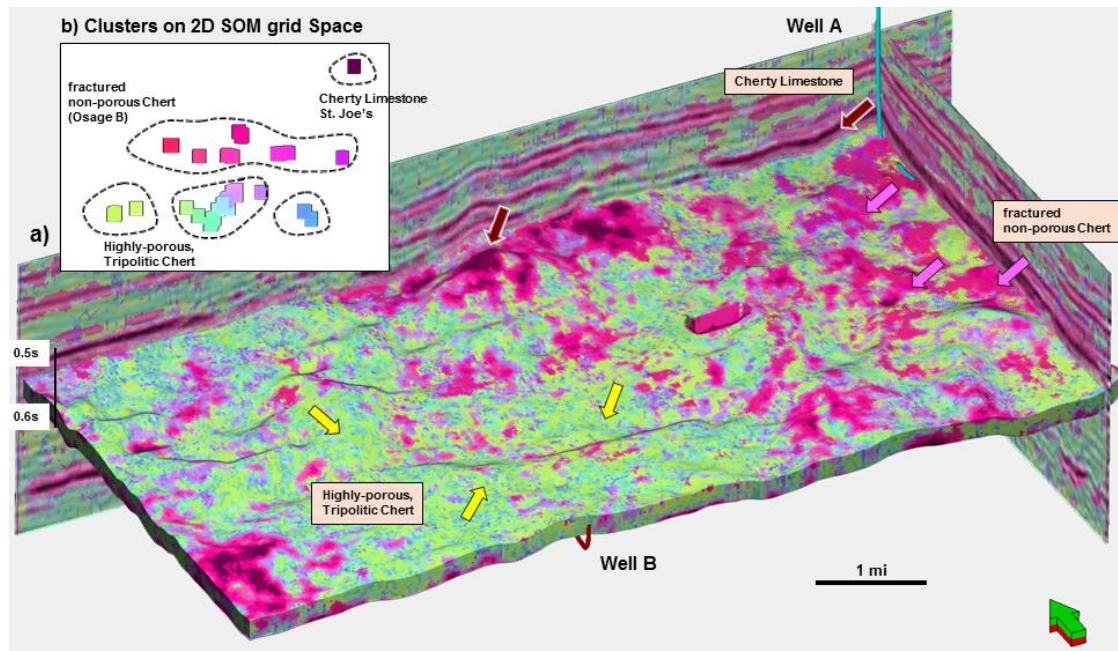 b) Clusters on 2D SOM grid Space
Well A
fractured
non-porous Chert
(Osage B)
Cherty Limestone
St. Joe's
Cherty Limestone
a)
Highly-porous,
Tripolitic Chert
fractured
non-porous Chert
0.5s
0.6s
Highly-porous,
Tripolitic Chert
Well B
1 mi